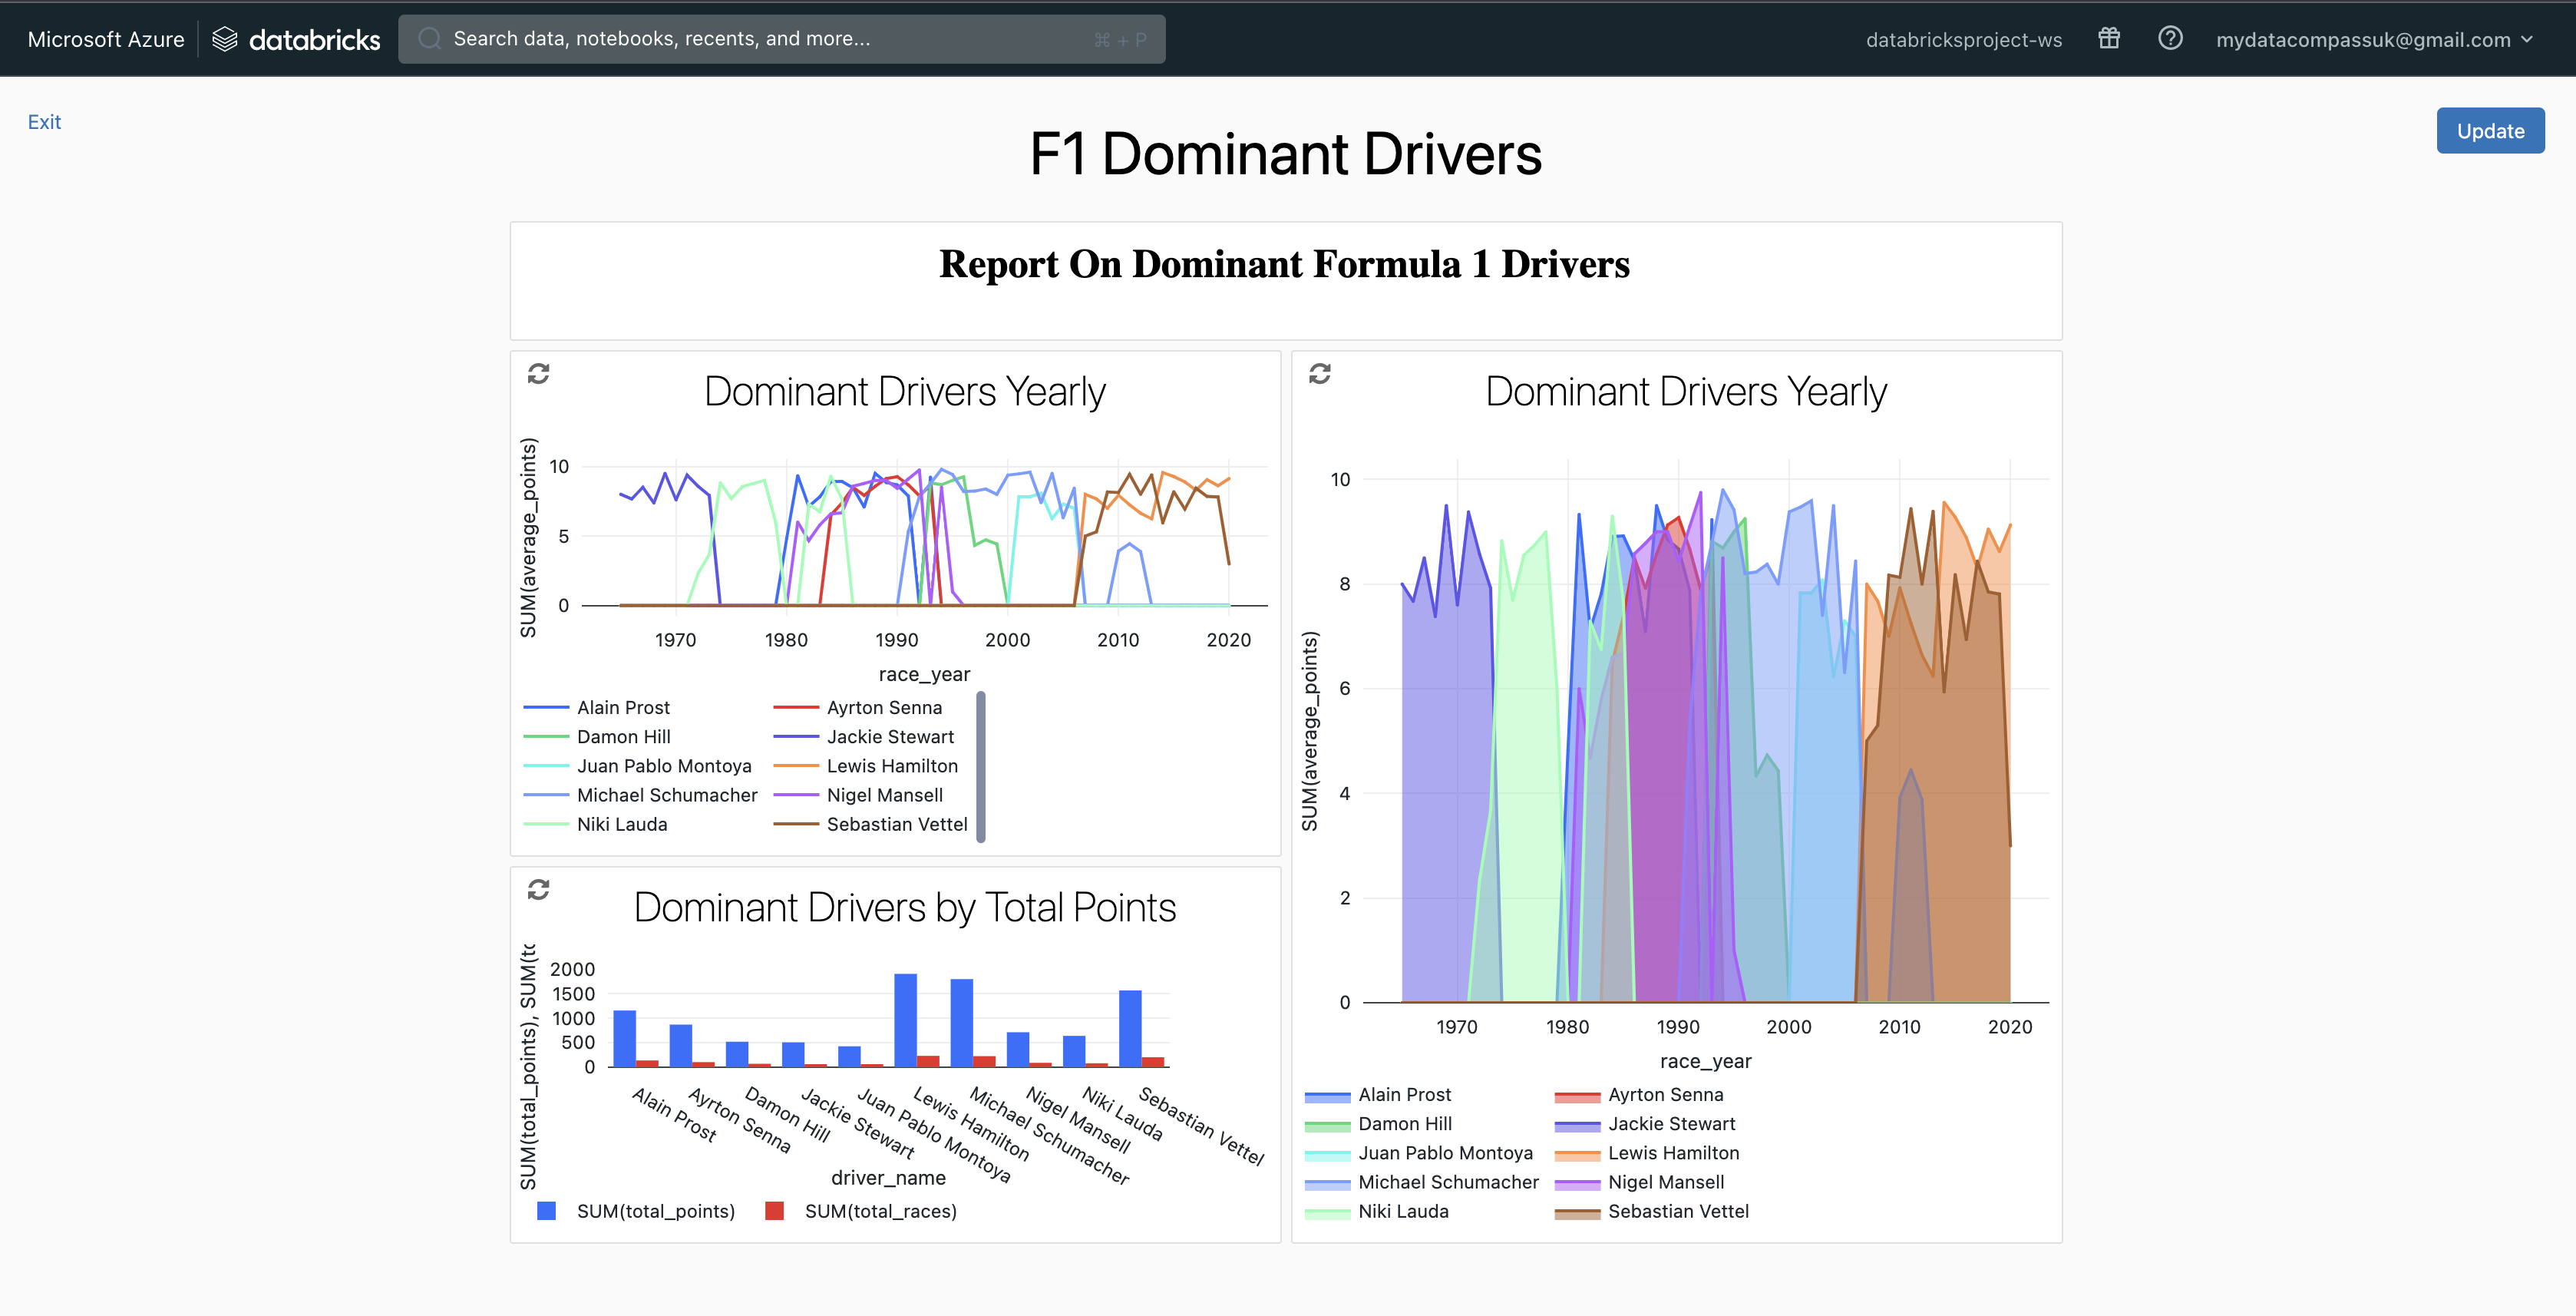 Microsoft Azure databricks Search data, notebooks, recents, and more... ⌘ + P databricksproject-ws mydatacompassuk@gmail.com
Exit
Update
F1 Dominant Drivers
Report On Dominant Formula 1 Drivers
Dominant Drivers Yearly
SUM(average_points)
10
5
0
1970 1980 1990 2000 2010 2020
race_year
Alain Prost Ayrton Senna
Damon Hill Jackie Stewart
Juan Pablo Montoya Lewis Hamilton
Michael Schumacher Nigel Mansell
Niki Lauda Sebastian Vettel
Dominant Drivers by Total Points
SUM(total_points), SUM(tc
2000
1500
1000
500
0
Alain Prost
Ayrton Senna
Damon Hill
Jackie Stewart
Juan Pablo Montoya
Lewis Hamilton
Michael Schumacher
Nigel Mansell
Niki Lauda
Sebastian Vettel
driver_name
SUM(total_points) SUM(total_races)
Dominant Drivers Yearly
SUM(average_points)
10
8
6
4
2
0
1970 1980 1990 2000 2010 2020
race_year
Alain Prost Ayrton Senna
Damon Hill Jackie Stewart
Juan Pablo Montoya Lewis Hamilton
Michael Schumacher Nigel Mansell
Niki Lauda Sebastian Vettel